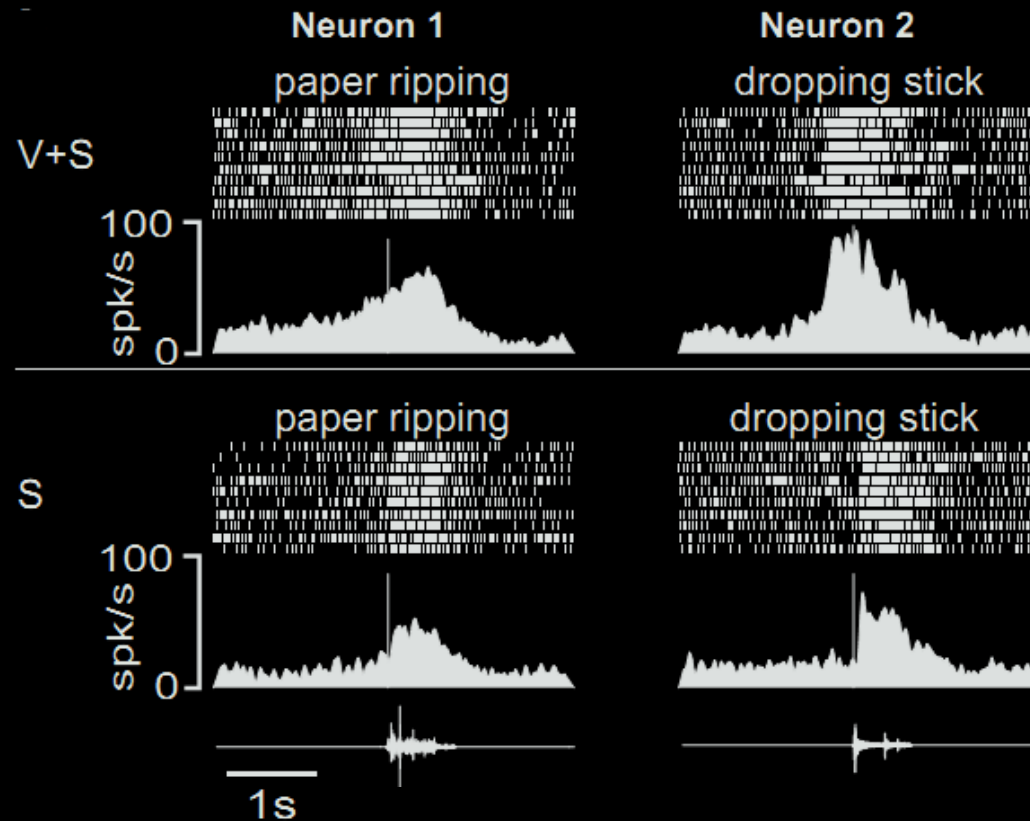 Neuron 1 Neuron 2
paper ripping dropping stick
V+S
100
spk/s
0
paper ripping dropping stick
S
100
spk/s
0
1s